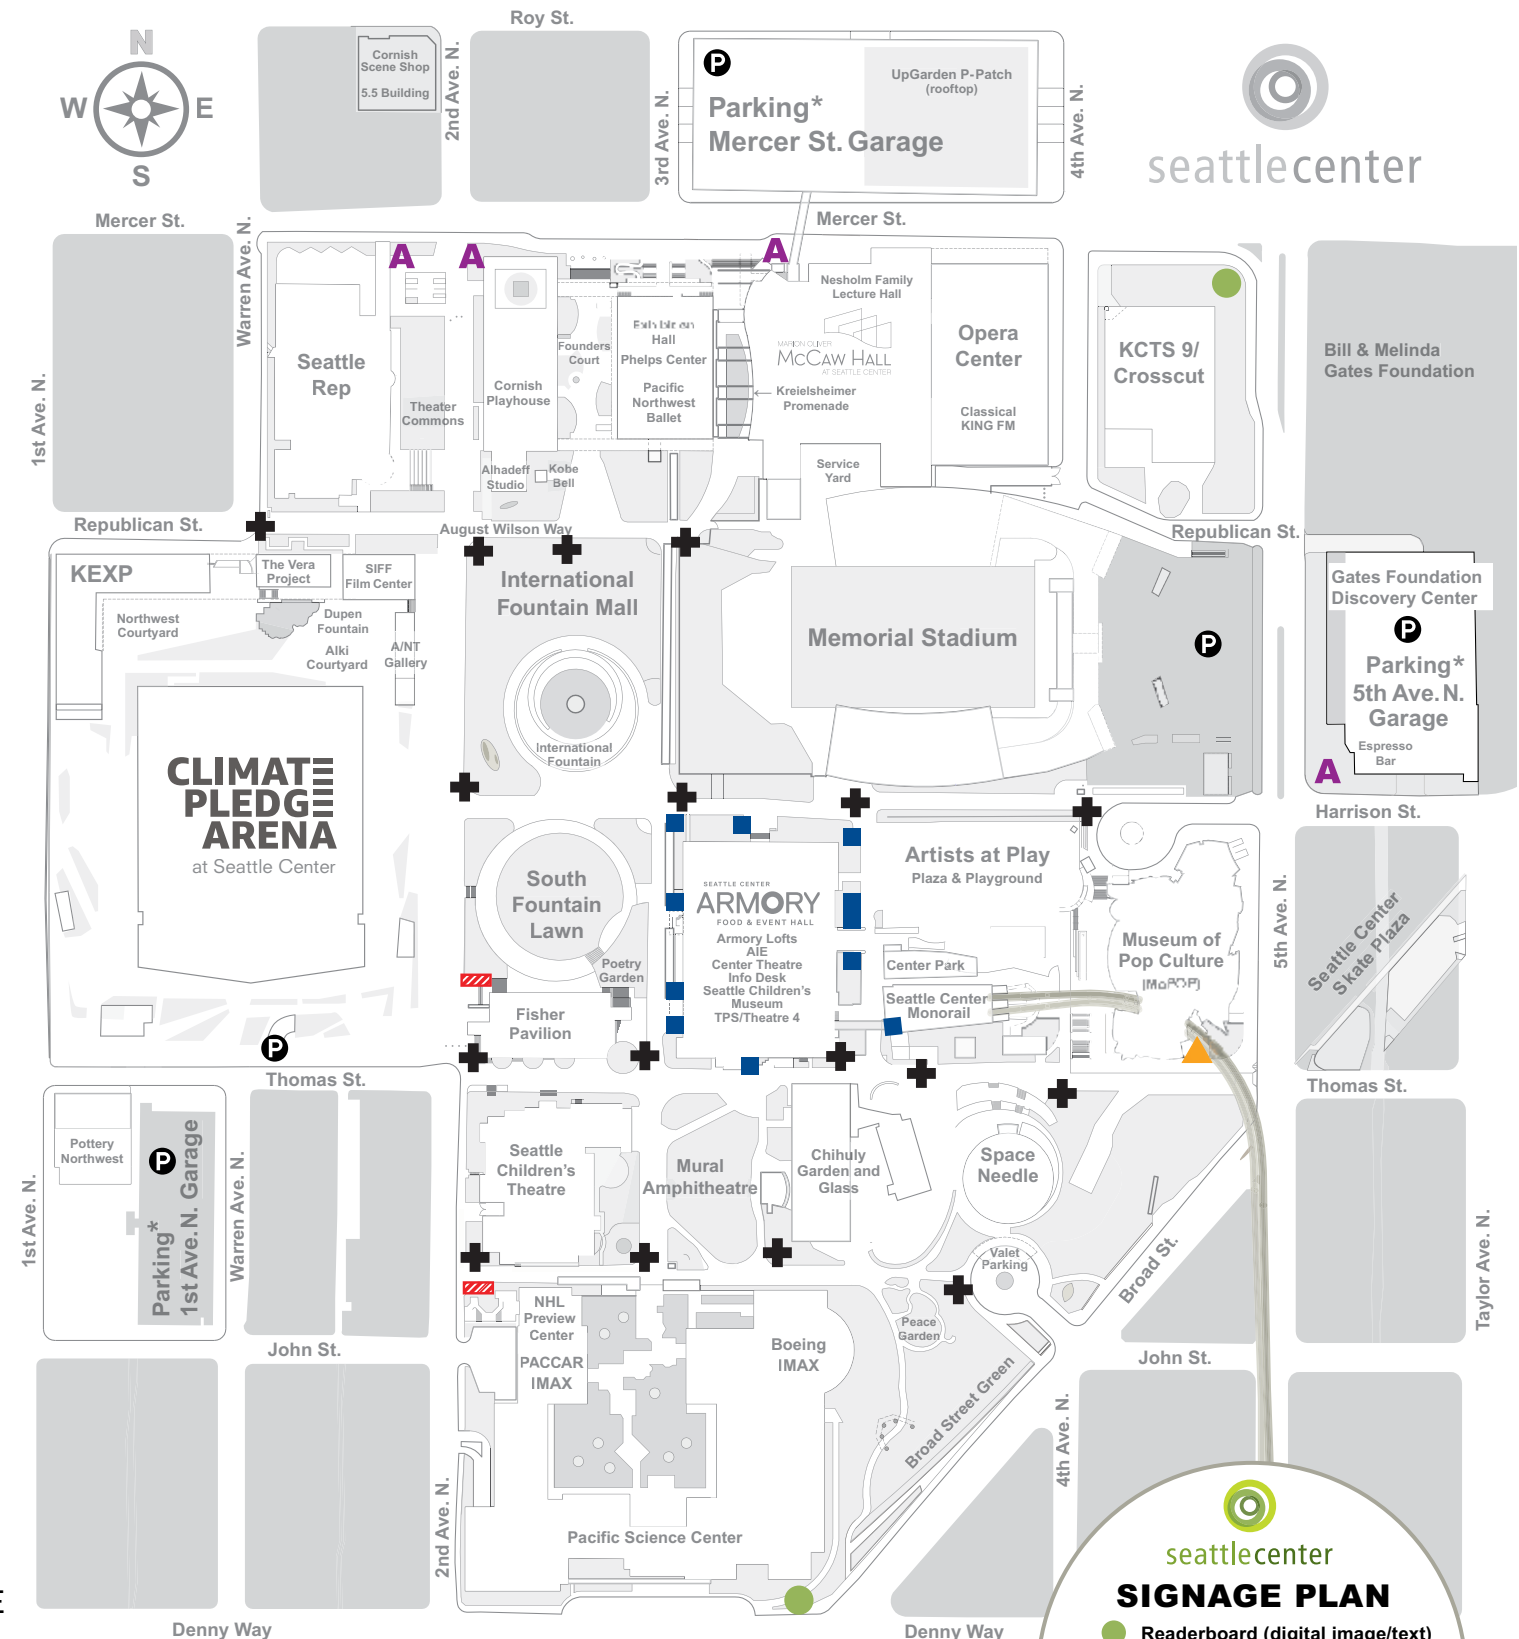 Roy St.
N
W
E
S
Cornish
Scene Shop
5.5 Building
2nd Ave. N.
3rd Ave. N.
P
Parking*
Mercer St. Garage
UpGarden P-Patch
(rooftop)
4th Ave. N.
seattlecenter
Mercer St.
Mercer St.
Warren Ave. N.
1st Ave. N.
A
A
A
Seattle
Rep
Theater
Commons
Cornish
Playhouse
Founders
Court
Exhibition
Hall
Phelps Center
Pacific
Northwest
Ballet
Nesholm Family
Lecture Hall
MARION OLIVER
McCAW HALL
AT SEATTLE CENTER
Kreielsheimer
Promenade
Opera
Center
Classical
KING FM
KCTS 9/
Crosscut
Bill & Melinda
Gates Foundation
Alhadeff
Studio
Kobe
Bell
Service
Yard
Republican St.
August Wilson Way
Republican St.
KEXP
The Vera
Project
SIFF
Film Center
Northwest
Courtyard
Dupen
Fountain
Alki
Courtyard
A/NT
Gallery
International
Fountain Mall
International
Fountain
Memorial Stadium
P
Gates Foundation
Discovery Center
P
Parking*
5th Ave. N.
Garage
Espresso
Bar
A
Harrison St.
CLIMATE
PLEDGE
ARENA
at Seattle Center
South
Fountain
Lawn
Poetry
Garden
Fisher
Pavilion
SEATTLE CENTER
ARMORY
FOOD & EVENT HALL
Armory Lofts
AIE
Center Theatre
Info Desk
Seattle Children's
Museum
TPS/Theatre 4
Artists at Play
Plaza & Playground
Center Park
Seattle Center
Monorail
Museum of
Pop Culture
(MoPOP)
5th Ave. N.
Seattle Center
Skate Plaza
P
Thomas St.
Thomas St.
Pottery
Northwest
P
Parking*
1st Ave. N. Garage
1st Ave. N.
Warren Ave. N.
Seattle
Children's
Theatre
Mural
Amphitheatre
Chihuly
Garden and
Glass
Space
Needle
Valet
Parking
Broad St.
Taylor Ave. N.
NHL
Preview
Center
PACCAR
IMAX
Boeing
IMAX
Peace
Garden
Broad Street Green
John St.
John St.
4th Ave. N.
2nd Ave. N.
Pacific Science Center
Denny Way
Denny Way
seattlecenter
SIGNAGE PLAN
Readerboard (digital image/text)